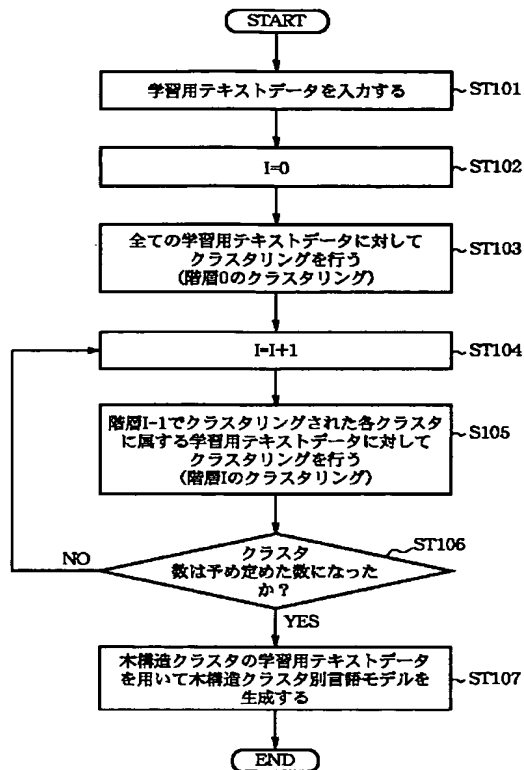 START
学習用テキストデータを入力する
ST101
I=0
ST102
全ての学習用テキストデータに対して
クラスタリングを行う
(階層0のクラスタリング)
ST103
I=I+1
ST104
階層I-1でクラスタリングされた各クラスタ
に属する学習用テキストデータに対して
クラスタリングを行う
(階層Iのクラスタリング)
S105
クラスタ
数は予め定めた数になった
か?
ST106
NO
YES
木構造クラスタの学習用テキストデータ
を用いて木構造クラスタ別言語モデルを
生成する
ST107
END